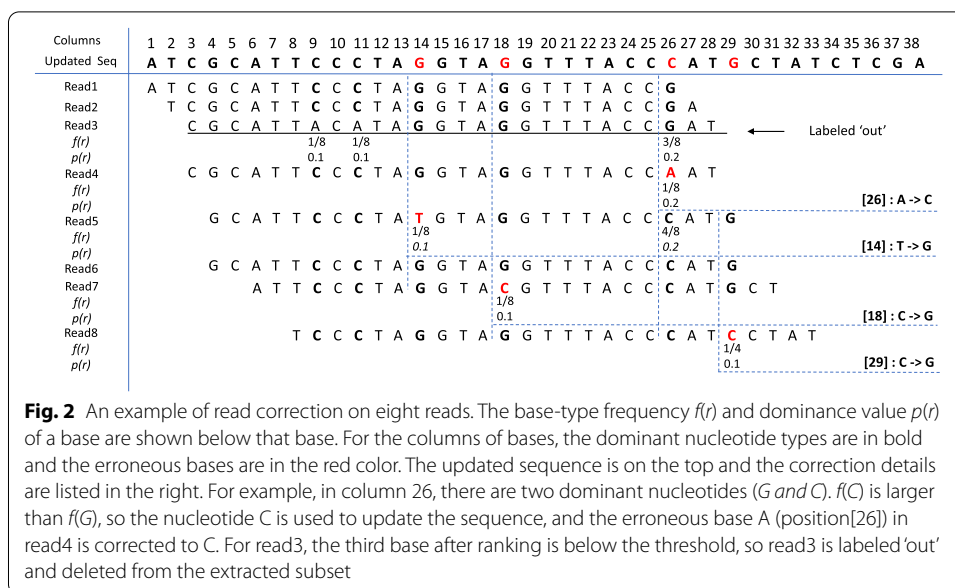 Columns 1 2 3 4 5 6 7 8 9 10 11 12 13 14 15 16 17 18 19 20 21 22 23 24 25 26 27 28 29 30 31 32 33 34 35 36 37 38
Updated Seq A T C G C A T T C C C T A G G T A G G T T T A C C C A T G C T A T C T C G A
Read1 A T C G C A T T C C C T A G G T A G G T T T A C C G
Read2 T C G C A T T C C C T A G G T A G G T T T A C C G A
Read3 C G C A T T A C A T A G G T A G G T T T A C C G A T Labeled ‘out’
f(r) 1/8 1/8 3/8
p(r) 0.1 0.1 0.2
Read4 C G C A T T C C C T A G G T A G G T T T A C C A A T
f(r) 1/8
p(r) 0.2 [26] : A -> C
Read5 G C A T T C C C T A T G T A G G T T T A C C C A T G
f(r) 1/8 4/8
p(r) 0.1 0.2 [14] : T -> G
Read6 G C A T T C C C T A G G T A G G T T T A C C C A T G
Read7 A T T C C C T A G G T A C G T T T A C C C A T G C T
f(r) 1/8
p(r) 0.1 [18] : C -> G
Read8 T C C C T A G G T A G G T T T A C C C A T C C T A T
f(r) 1/4
p(r) 0.1 [29] : C -> G
Fig. 2 An example of read correction on eight reads. The base-type frequency f(r) and dominance value p(r)
of a base are shown below that base. For the columns of bases, the dominant nucleotide types are in bold
and the erroneous bases are in the red color. The updated sequence is on the top and the correction details
are listed in the right. For example, in column 26, there are two dominant nucleotides (G and C). f(C) is larger
than f(G), so the nucleotide C is used to update the sequence, and the erroneous base A (position[26]) in
read4 is corrected to C. For read3, the third base after ranking is below the threshold, so read3 is labeled ‘out’
and deleted from the extracted subset